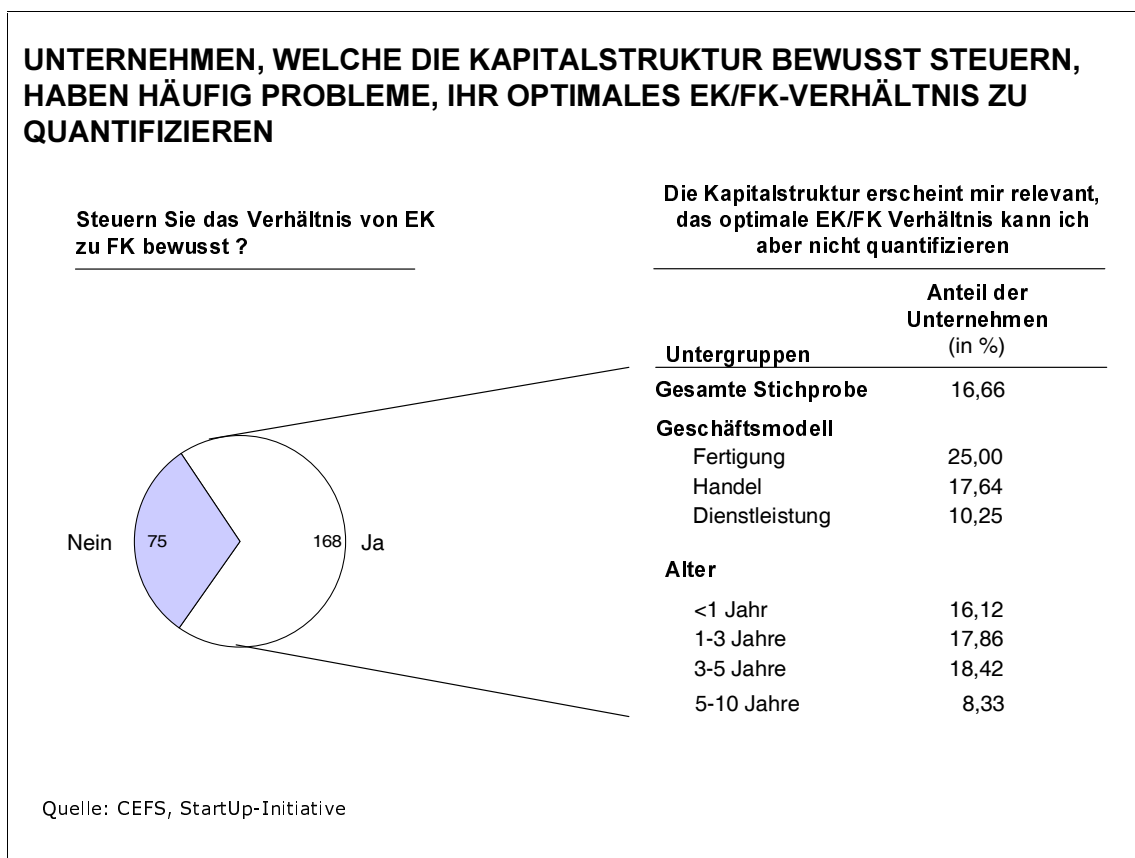 UNTERNEHMEN, WELCHE DIE KAPITALSTRUKTUR BEWUSST STEUERN,
HABEN HÄUFIG PROBLEME, IHR OPTIMALES EK/FK-VERHÄLTNIS ZU
QUANTIFIZIEREN
Steuern Sie das Verhältnis von EK
zu FK bewusst ?
Nein
75
168
Ja
Die Kapitalstruktur erscheint mir relevant,
das optimale EK/FK Verhältnis kann ich
aber nicht quantifizieren
Anteil der
Unternehmen
(in %)
Untergruppen
Gesamte Stichprobe 16,66
Geschäftsmodell
Fertigung 25,00
Handel 17,64
Dienstleistung 10,25
Alter
<1 Jahr 16,12
1-3 Jahre 17,86
3-5 Jahre 18,42
5-10 Jahre 8,33
Quelle: CEFS, StartUp-Initiative